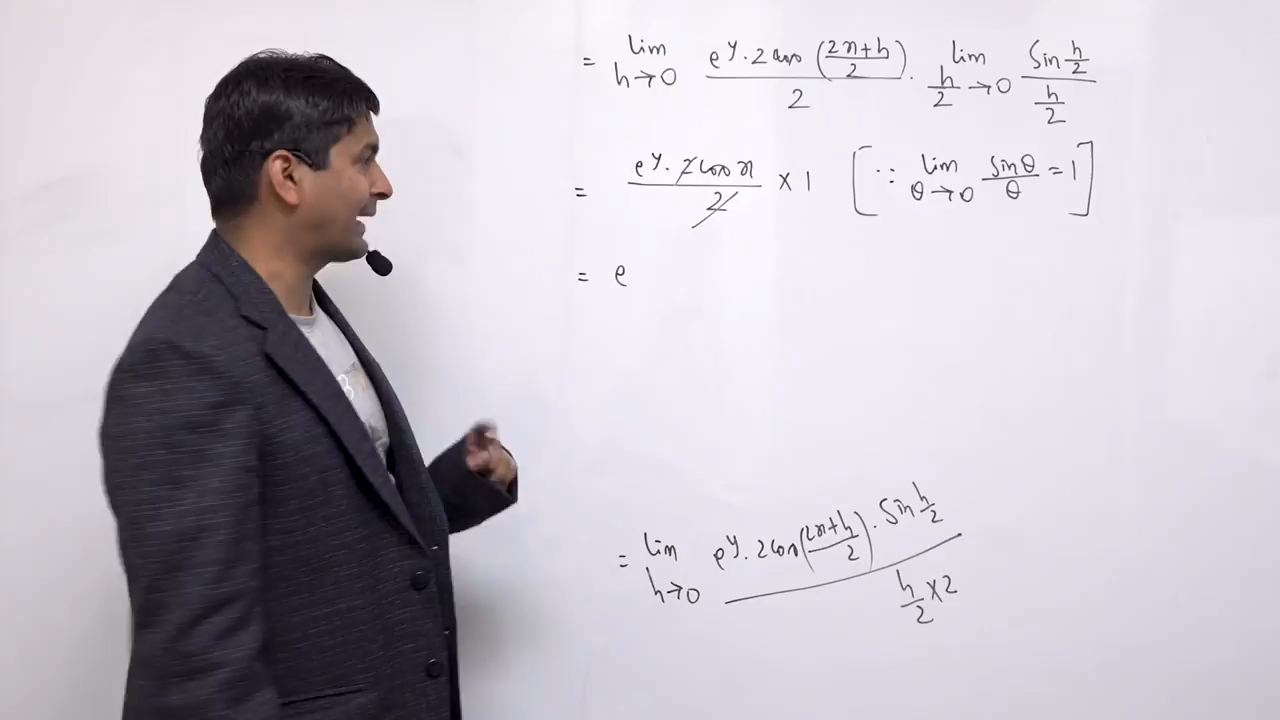 = lim h→0 e^y · 2 cos (2x+h / 2) / 2 · lim h/2→0 sin h/2 / h/2
= e^y · 2 cos x / 2 × 1 [∵ lim θ→0 sin θ / θ = 1]
= e
= lim h→0 e^y · 2 cos (2x+h / 2) · sin h/2 / h/2 × 2